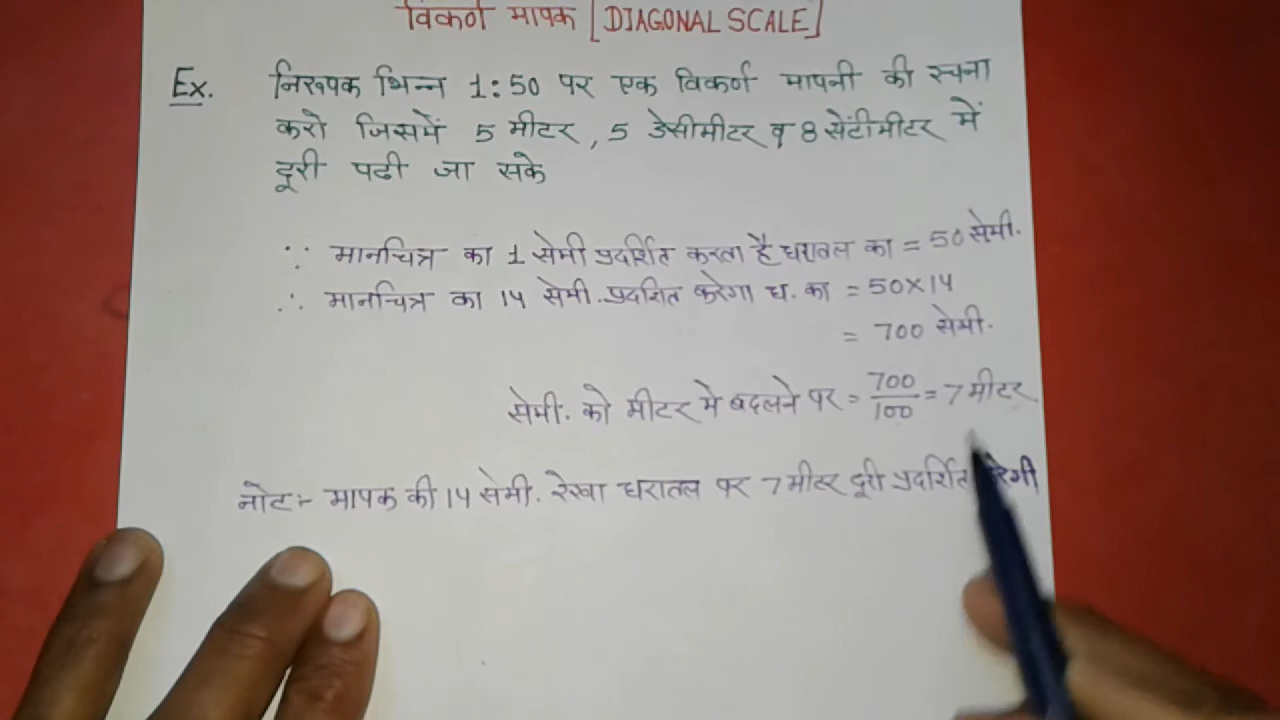 विकर्ण मापक [DIAGONAL SCALE]
Ex. निरूपक भिन्न 1:50 पर एक विकर्ण मापनी की रचना
करो जिसमें 5 मीटर, 5 डेसीमीटर व 8 सेंटीमीटर में
दूरी पढी जा सके
∵ मानचित्र का 1 सेमी प्रदर्शित करता है धरातल का = 50 सेमी.
∴ मानचित्र का 14 सेमी. प्रदर्शित करेगा ध. का = 50×14
= 700 सेमी.
सेमी. को मीटर मे बदलने पर = 700/100 = 7 मीटर
नोट:- मापक की 14 सेमी. रेखा धरातल पर 7 मीटर दूरी